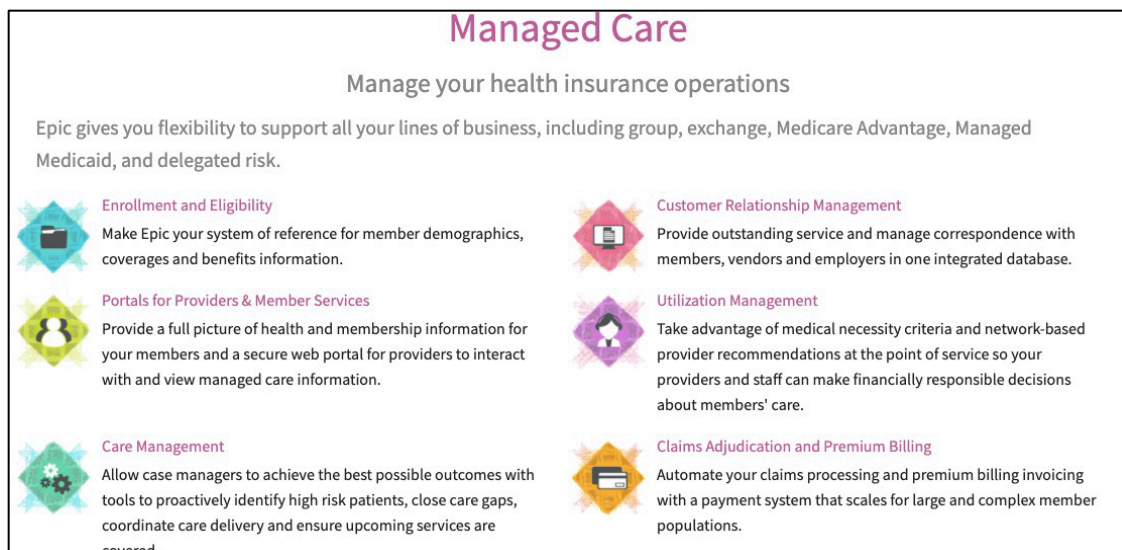 Managed Care
Manage your health insurance operations
Epic gives you flexibility to support all your lines of business, including group, exchange, Medicare Advantage, Managed
Medicaid, and delegated risk.
Enrollment and Eligibility
Make Epic your system of reference for member demographics,
coverages and benefits information.
Customer Relationship Management
Provide outstanding service and manage correspondence with
members, vendors and employers in one integrated database.
Portals for Providers & Member Services
Provide a full picture of health and membership information for
your members and a secure web portal for providers to interact
with and view managed care information.
Utilization Management
Take advantage of medical necessity criteria and network-based
provider recommendations at the point of service so your
providers and staff can make financially responsible decisions
about members' care.
Care Management
Allow case managers to achieve the best possible outcomes with
tools to proactively identify high risk patients, close care gaps,
coordinate care delivery and ensure upcoming services are
covered
Claims Adjudication and Premium Billing
Automate your claims processing and premium billing invoicing
with a payment system that scales for large and complex member
populations.